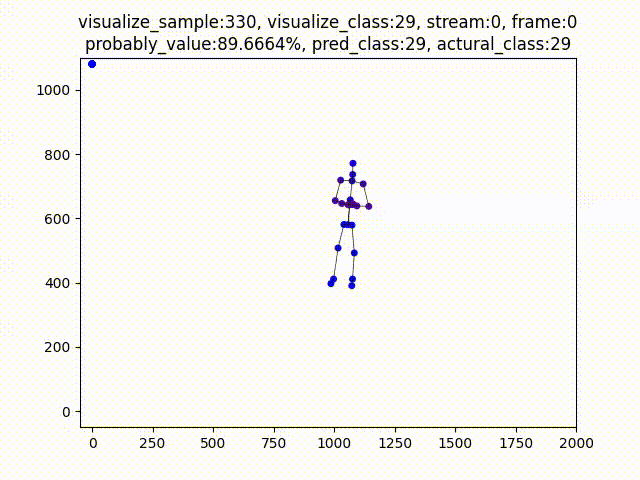 visualize_sample:330, visualize_class:29, stream:0, frame:0
probably_value:89.6664%, pred_class:29, actural_class:29
1000
800
600
400
200
0
0 250 500 750 1000 1250 1500 1750 2000